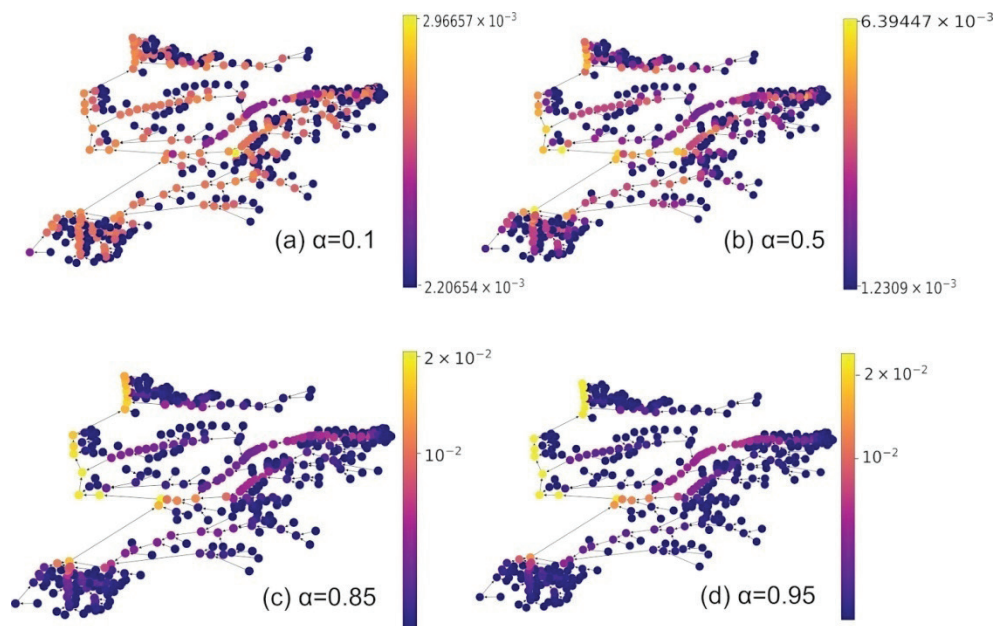 2.96657 × 10⁻³
(a) α=0.1
2.20654 × 10⁻³
6.39447 × 10⁻³
(b) α=0.5
1.2309 × 10⁻³
2 × 10⁻²
10⁻²
(c) α=0.85
2 × 10⁻²
10⁻²
(d) α=0.95